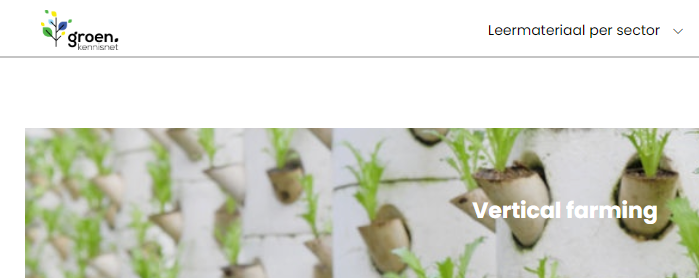 groen.
kennisnet
Leermateriaal per sector
Vertical farming